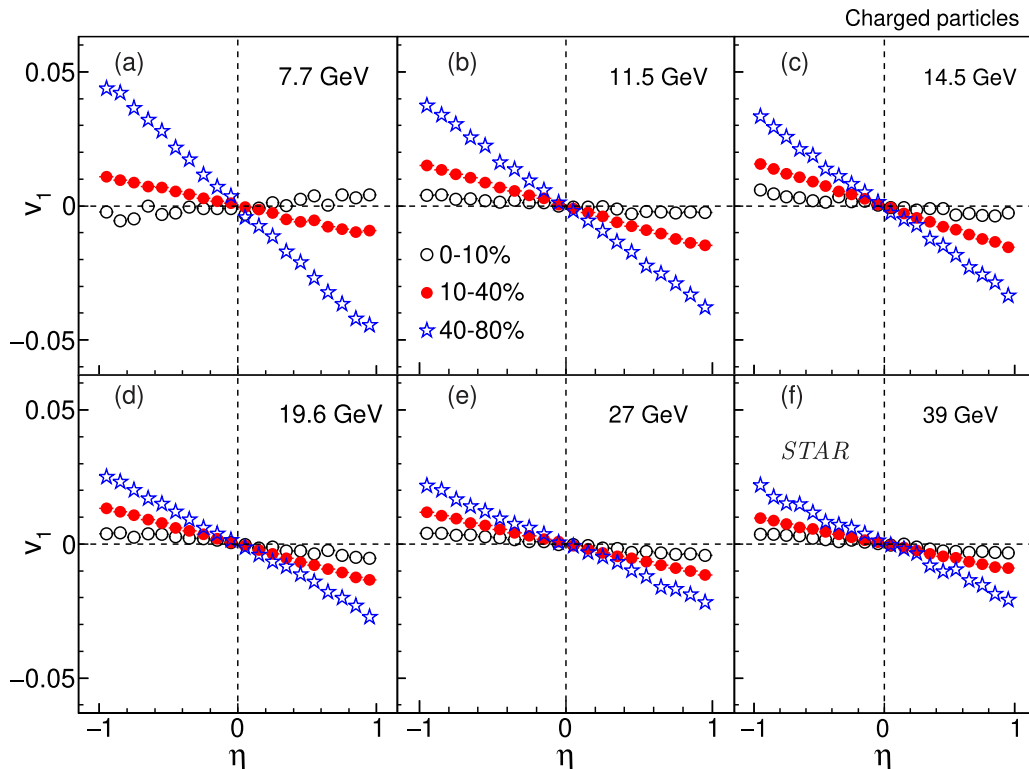 Charged particles
(a) 7.7 GeV
(b) 11.5 GeV
(c) 14.5 GeV
0.05
0
−0.05
v1
0-10%
10-40%
40-80%
(d) 19.6 GeV
(e) 27 GeV
(f) 39 GeV
STAR
0.05
0
−0.05
v1
−1 0 1
−1 0 1
−1 0 1
η
η
η